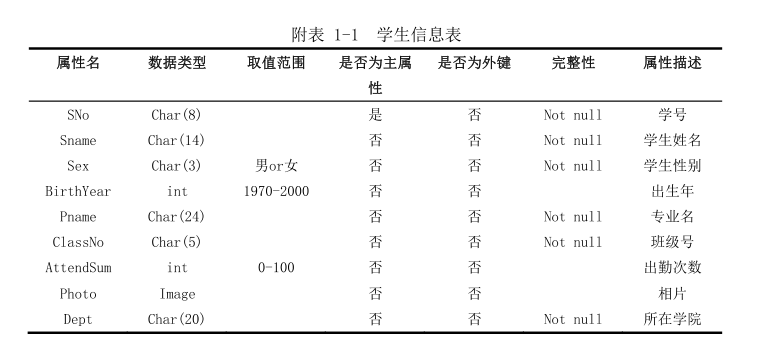 附表 1-1 学生信息表
属性名 数据类型 取值范围 是否为主属性 是否为外键 完整性 属性描述
SNo Char(8) 是 否 Not null 学号
Sname Char(14) 否 否 Not null 学生姓名
Sex Char(3) 男or女 否 否 Not null 学生性别
BirthYear int 1970-2000 否 否 出生年
Pname Char(24) 否 否 Not null 专业名
ClassNo Char(5) 否 否 Not null 班级号
AttendSum int 0-100 否 否 出勤次数
Photo Image 否 否 相片
Dept Char(20) 否 否 Not null 所在学院